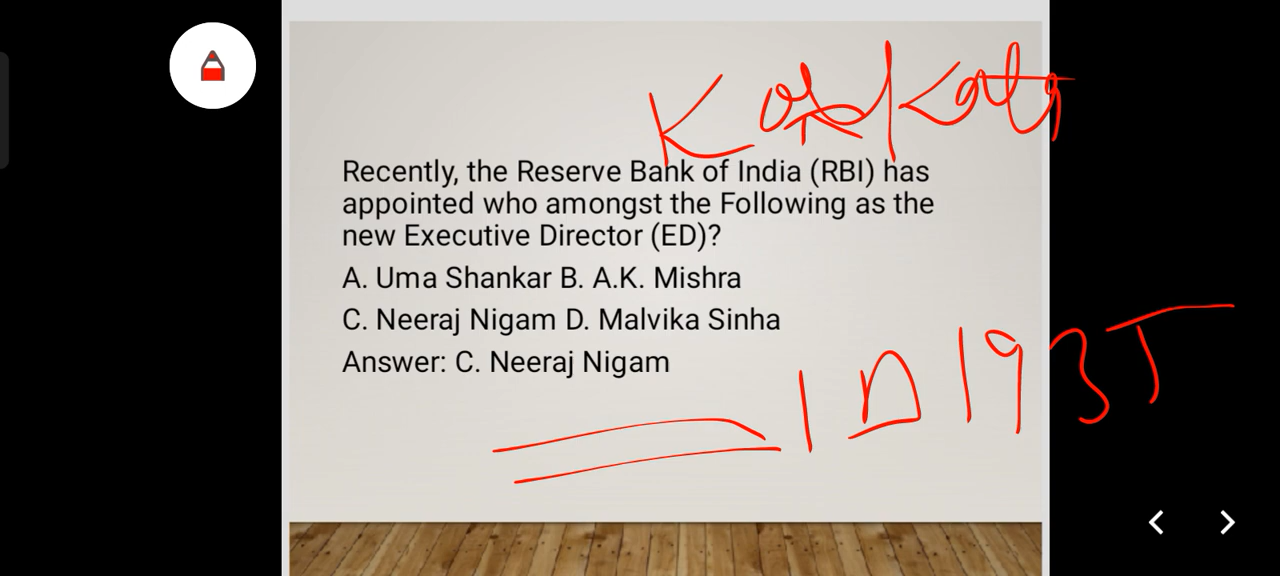 Kolkata
Recently, the Reserve Bank of India (RBI) has
appointed who amongst the Following as the
new Executive Director (ED)?
A. Uma Shankar B. A.K. Mishra
C. Neeraj Nigam D. Malvika Sinha
Answer: C. Neeraj Nigam
1935